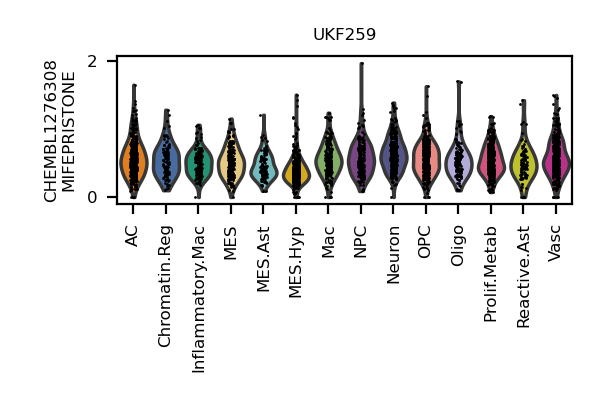 UKF259
CHEMBL1276308
MIFEPRISTONE
2
0
AC
Chromatin.Reg
Inflammatory.Mac
MES
MES.Ast
MES.Hyp
Mac
NPC
Neuron
OPC
Oligo
Prolif.Metab
Reactive.Ast
Vasc